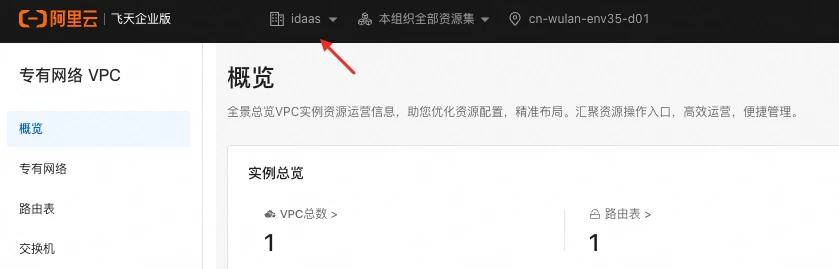 阿里云 飞天企业版 idaas 本组织全部资源集 cn-wulan-env35-d01
专有网络 VPC
概览
专有网络
路由表
交换机
概览
全景总览VPC实例资源运营信息，助您优化资源配置，精准布局。汇聚资源操作入口，高效运营，便捷管理。
实例总览
VPC总数 >
1
路由表 >
1